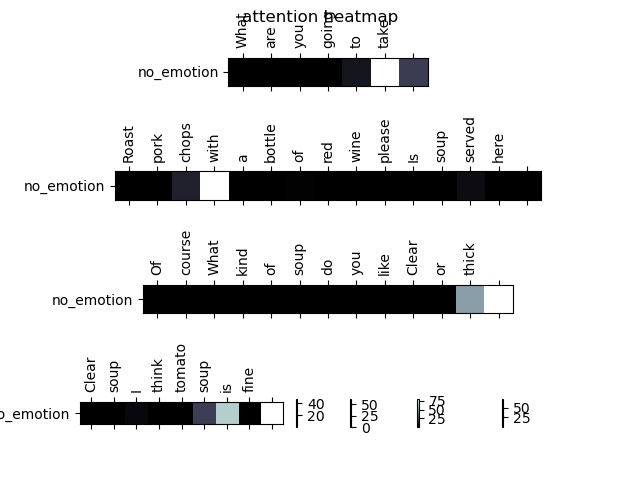 attention heatmap
What are you going to take
no_emotion
Roast pork chops with a bottle of red wine please Is soup served here
no_emotion
Of course What kind of soup do you like Clear or thick
no_emotion
Clear soup I think tomato soup is fine
o_emotion
40
20
50
25
0
75
50
25
50
25